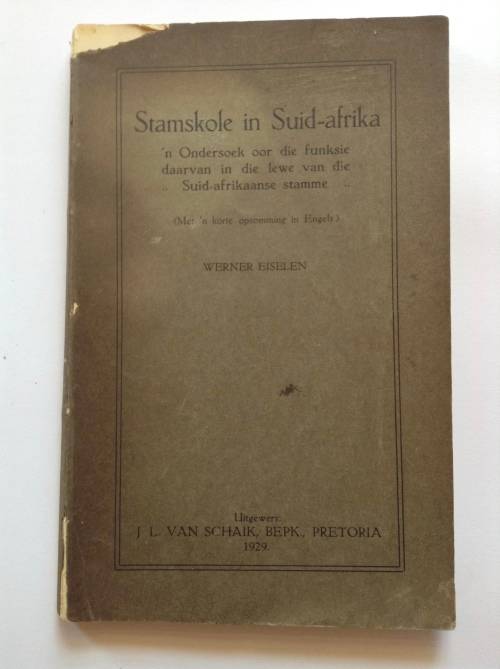 Stamskole in Suid-afrika
'n Ondersoek oor die funksie
daarvan in die lewe van die
.. Suid-afrikaanse stamme ..
(Met 'n korte opsomming in Engels)
WERNER EISELEN
Uitgewers:
J. L. VAN SCHAIK, BEPK., PRETORIA
1929.